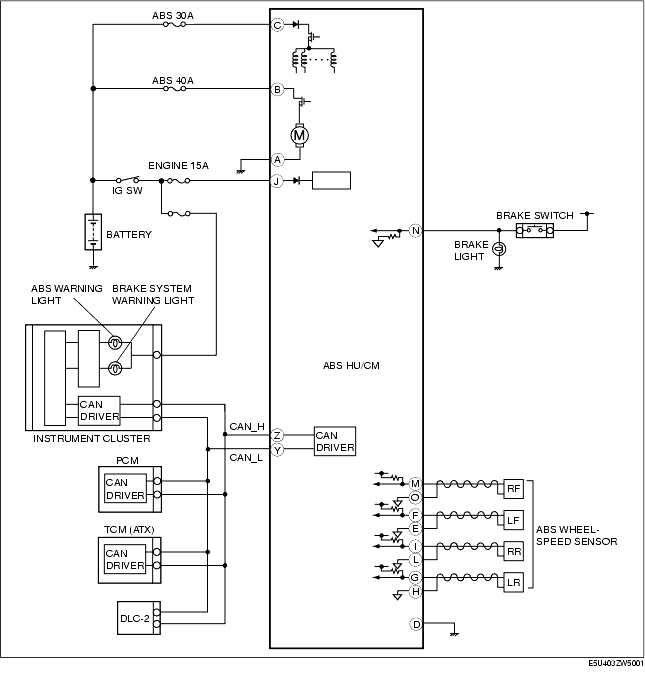 ABS 30A
C
ABS 40A
B
M
A
ENGINE 15A
J
IG SW
BATTERY
N
BRAKE SWITCH
BRAKE
LIGHT
ABS WARNING
LIGHT
BRAKE SYSTEM
WARNING LIGHT
ABS HU/CM
CAN
DRIVER
INSTRUMENT CLUSTER
CAN_H
Z
CAN_L
Y
CAN
DRIVER
PCM
CAN
DRIVER
TCM (ATX)
CAN
DRIVER
DLC-2
M
RF
O
F
LF
E
I
RR
L
G
LR
H
ABS WHEEL-
SPEED SENSOR
D
E5U403ZW5001